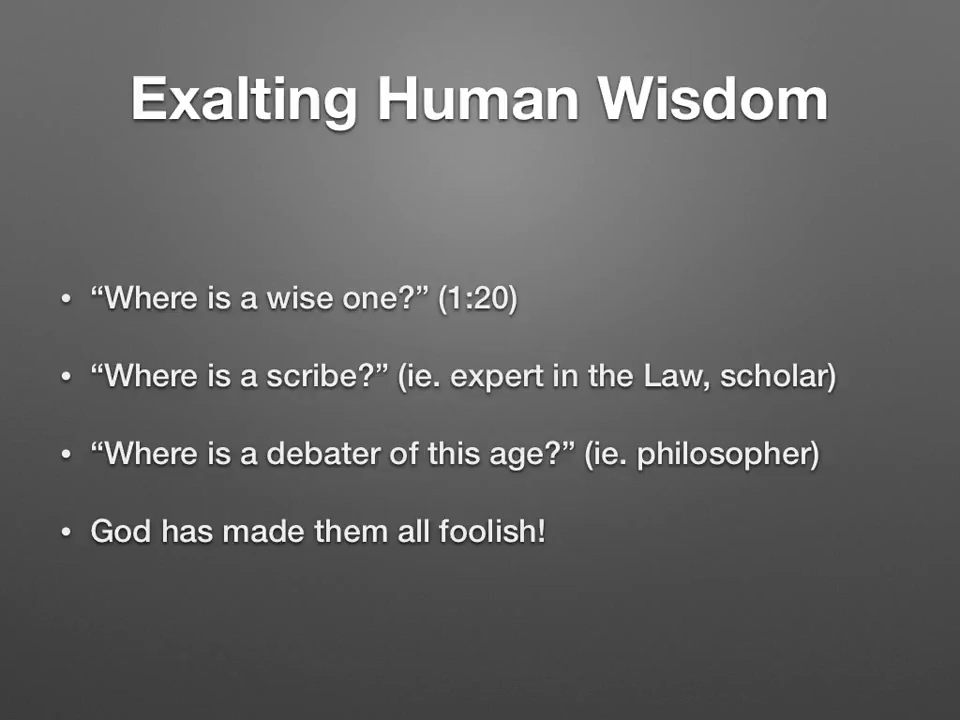 Exalting Human Wisdom
• “Where is a wise one?” (1:20)
• “Where is a scribe?” (ie. expert in the Law, scholar)
• “Where is a debater of this age?” (ie. philosopher)
• God has made them all foolish!